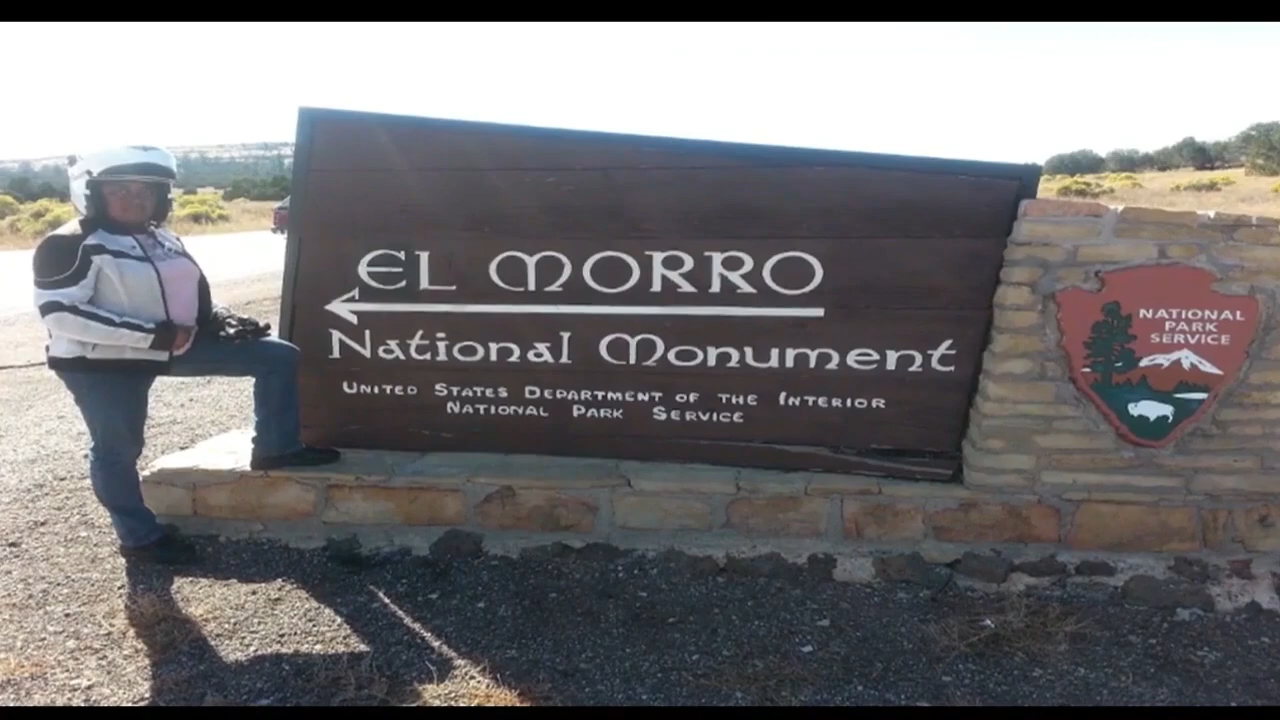 EL MORRO
National Monument
UNITED STATES DEPARTMENT OF THE INTERIOR
NATIONAL PARK SERVICE
NATIONAL
PARK
SERVICE